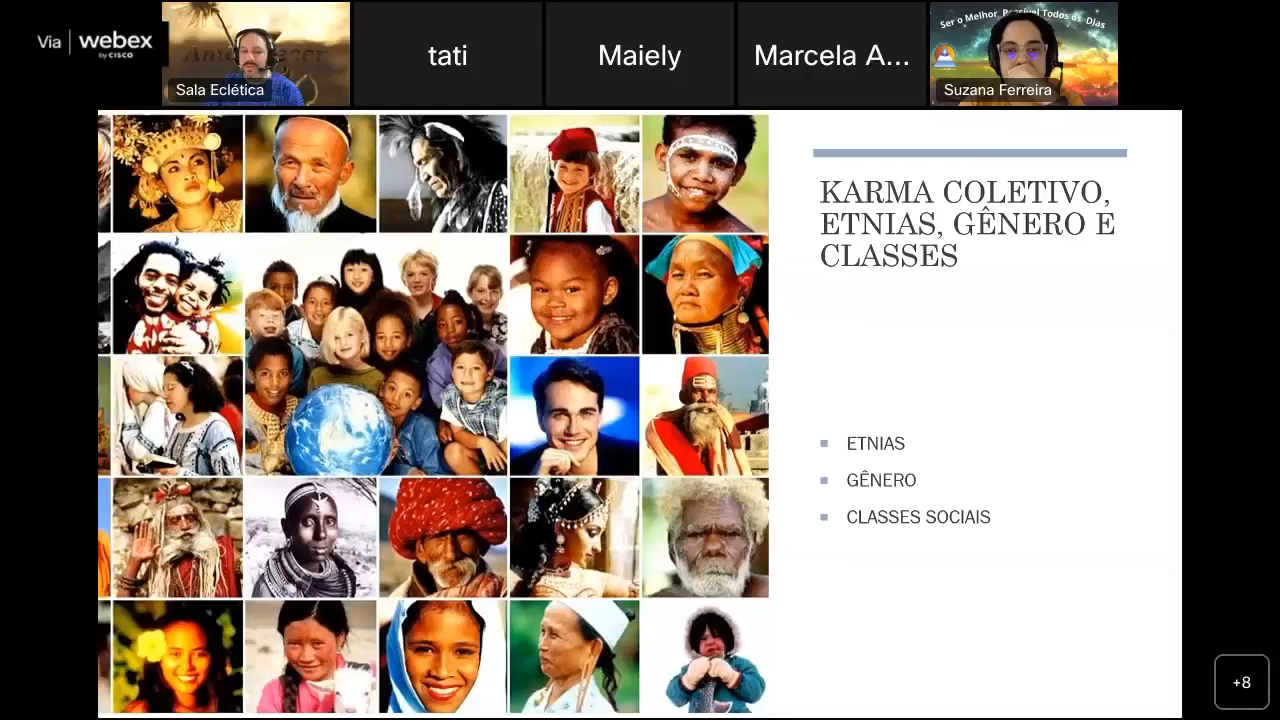 Via | webex
by CISCO
Sala Eclética
tati
Maiely
Marcela A...
Ser o Melhor Possível Todos os Dias
Suzana Ferreira
KARMA COLETIVO,
ETNIAS, GÊNERO E
CLASSES
ETNIAS
GÊNERO
CLASSES SOCIAIS
+8